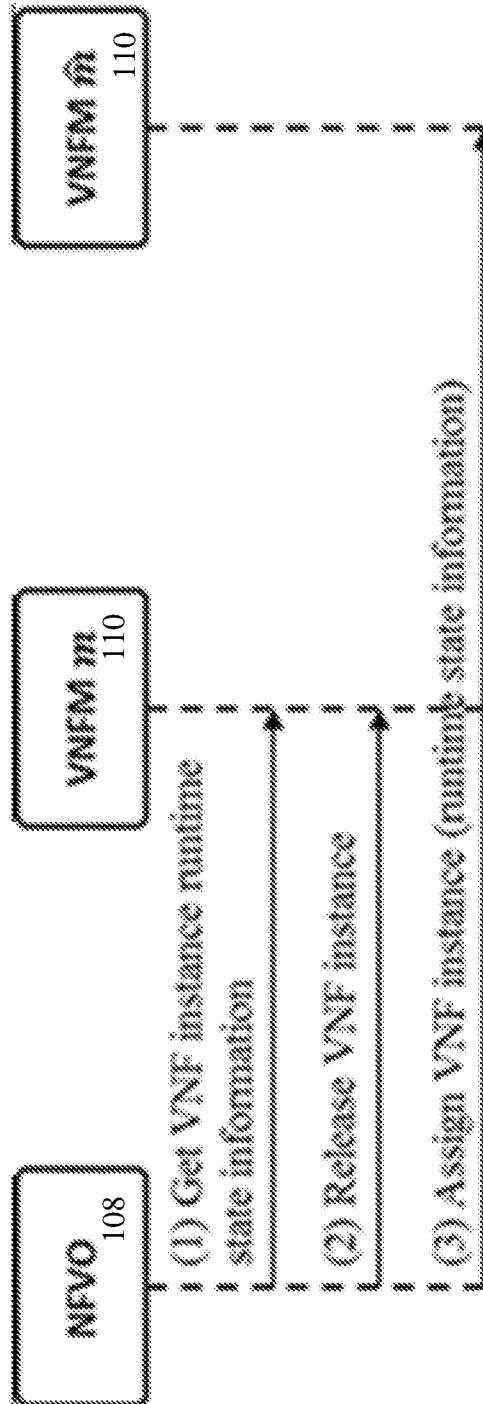 NFVO
108
VNFM m
110
VNFM m̂
110
(1) Get VNF instance runtime
state information
(2) Release VNF instance
(3) Assign VNF instance (runtime state information)